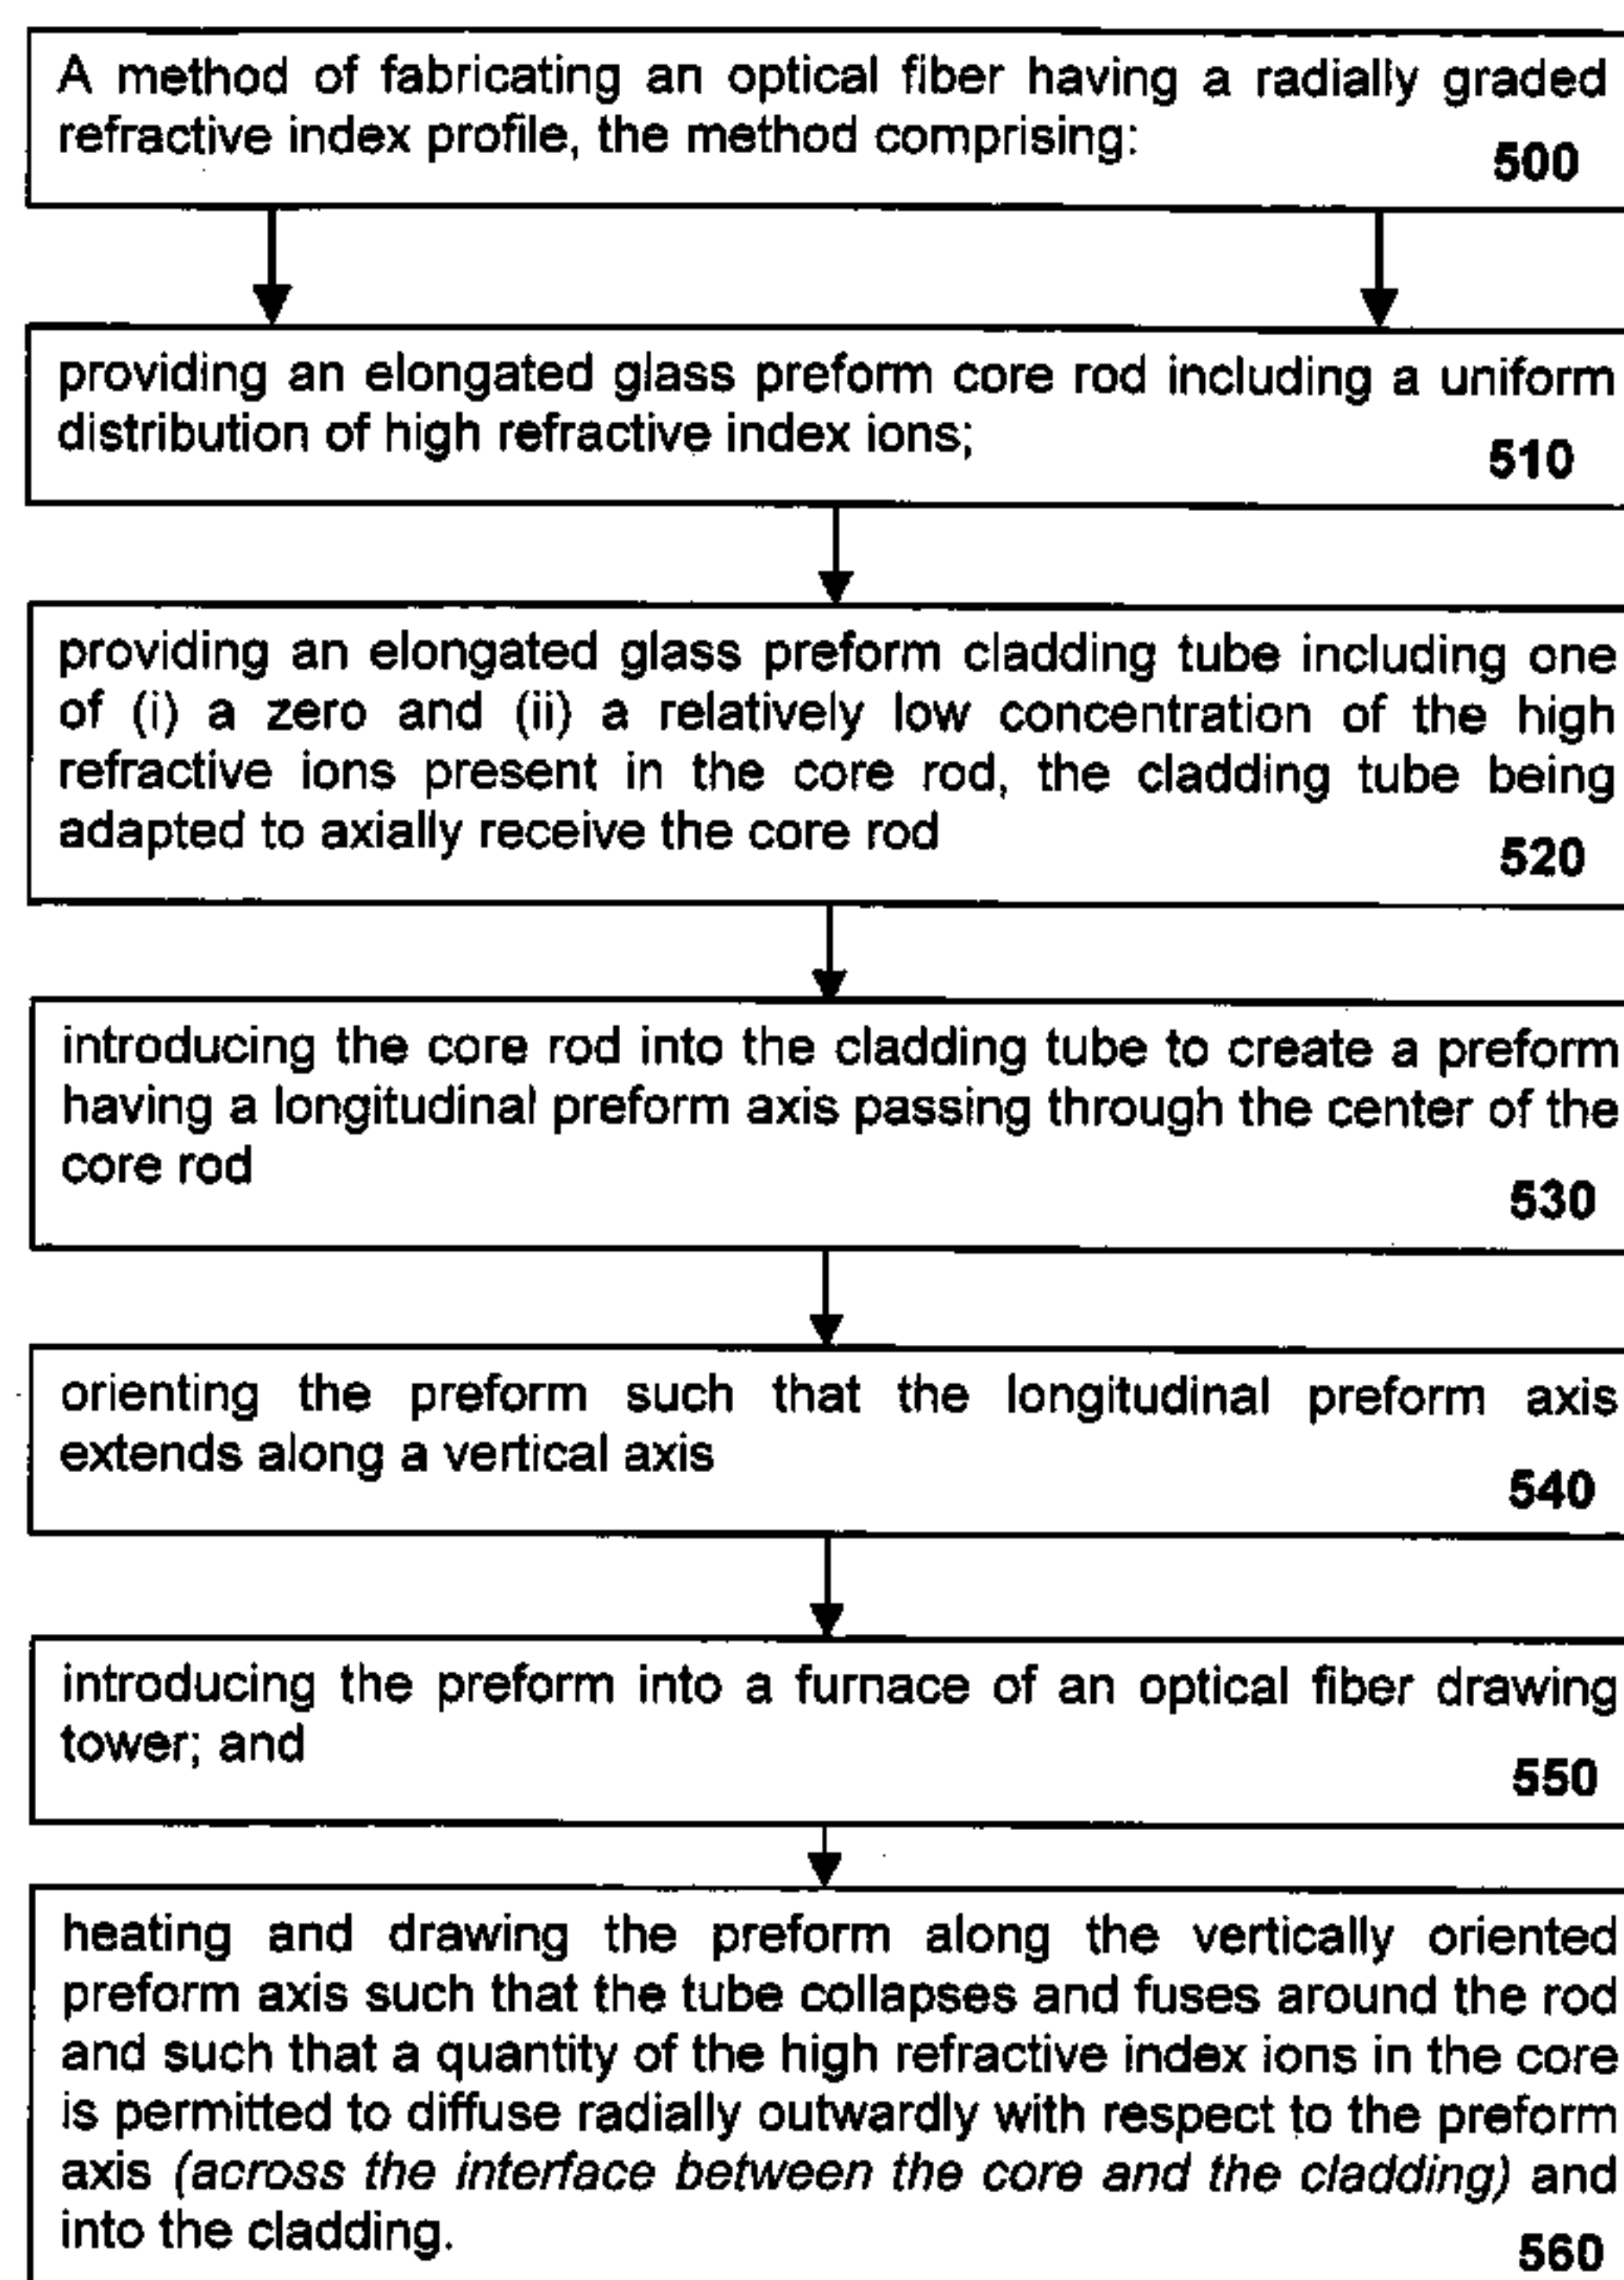 A method of fabricating an optical fiber having a radially graded
refractive index profile, the method comprising:
500
providing an elongated glass preform core rod including a uniform
distribution of high refractive index ions;
510
providing an elongated glass preform cladding tube including one
of (i) a zero and (ii) a relatively low concentration of the high
refractive ions present in the core rod, the cladding tube being
adapted to axially receive the core rod
520
introducing the core rod into the cladding tube to create a preform
having a longitudinal preform axis passing through the center of the
core rod
530
orienting the preform such that the longitudinal preform axis
extends along a vertical axis
540
introducing the preform into a furnace of an optical fiber drawing
tower; and
550
heating and drawing the preform along the vertically oriented
preform axis such that the tube collapses and fuses around the rod
and such that a quantity of the high refractive index ions in the core
is permitted to diffuse radially outwardly with respect to the preform
axis (across the interface between the core and the cladding) and
into the cladding.
560